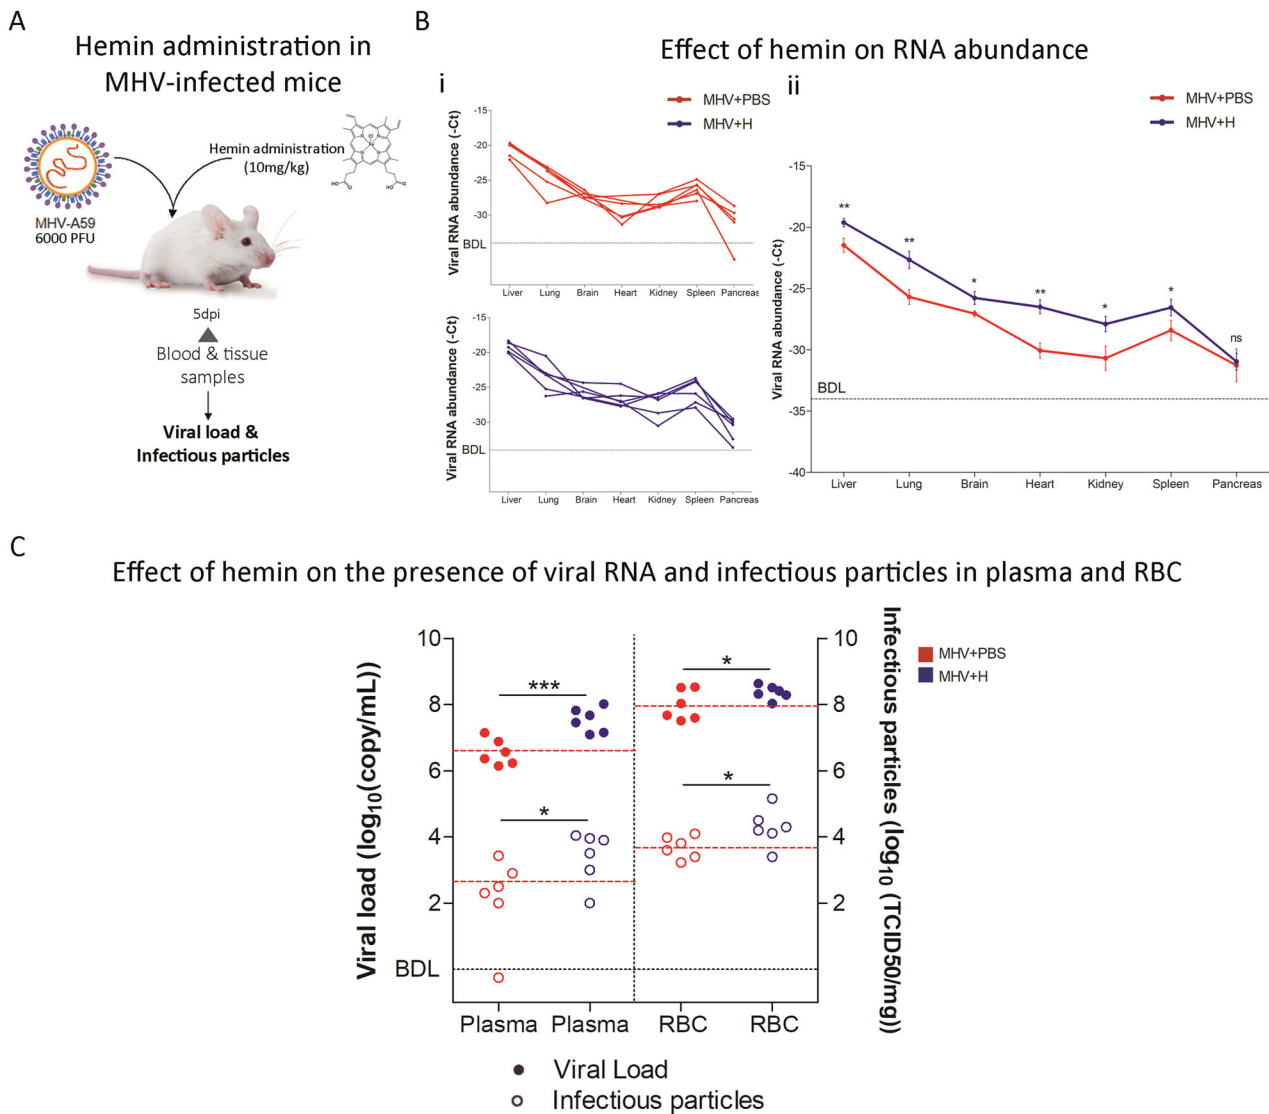 A
Hemin administration in
MHV-infected mice
MHV-A59
6000 PFU
Hemin administration
(10mg/kg)
Cl
Fe
HO
O
O
OH
5dpi
Blood & tissue
samples
Viral load &
Infectious particles
B
Effect of hemin on RNA abundance
i
MHV+PBS
MHV+H
Viral RNA abundance (-Ct)
-15
-20
-25
-30
BDL
Liver Lung Brain Heart Kidney Spleen Pancreas
Viral RNA abundance (-Ct)
-15
-20
-25
-30
BDL
Liver Lung Brain Heart Kidney Spleen Pancreas
ii
MHV+PBS
MHV+H
Viral RNA abundance (-Ct)
-15
-20
-25
-30
-35
-40
BDL
** ** * ** * * ns
Liver Lung Brain Heart Kidney Spleen Pancreas
C
Effect of hemin on the presence of viral RNA and infectious particles in plasma and RBC
Viral load (log10(copy/mL))
10
8
6
4
2
BDL
***
*
*
*
10
8
6
4
2
Infectious particles (log10 (TCID50/mg))
MHV+PBS
MHV+H
Plasma Plasma RBC RBC
Viral Load
Infectious particles